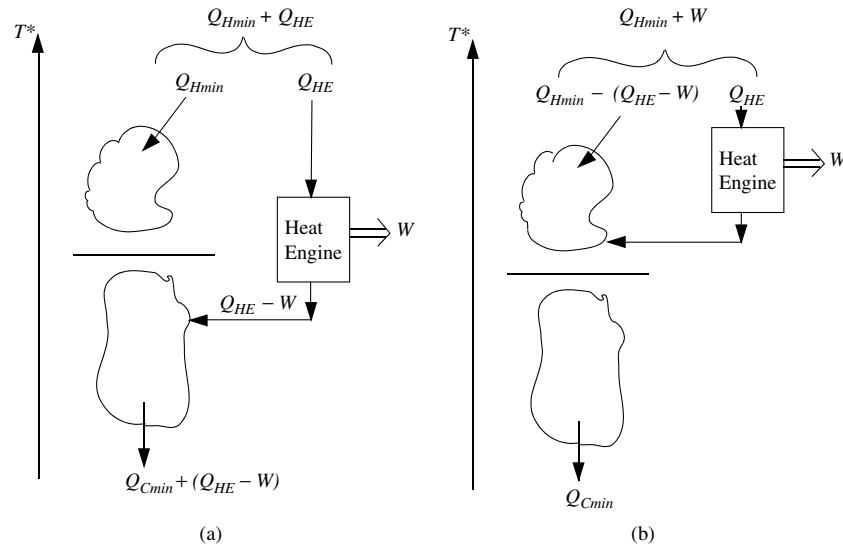 Q_Hmin + Q_HE
T*
Q_Hmin
Q_HE
Heat
Engine
W
Q_HE – W
Q_Cmin + (Q_HE – W)
(a)
Q_Hmin + W
T*
Q_Hmin – (Q_HE – W)
Q_HE
Heat
Engine
W
Q_Cmin
(b)